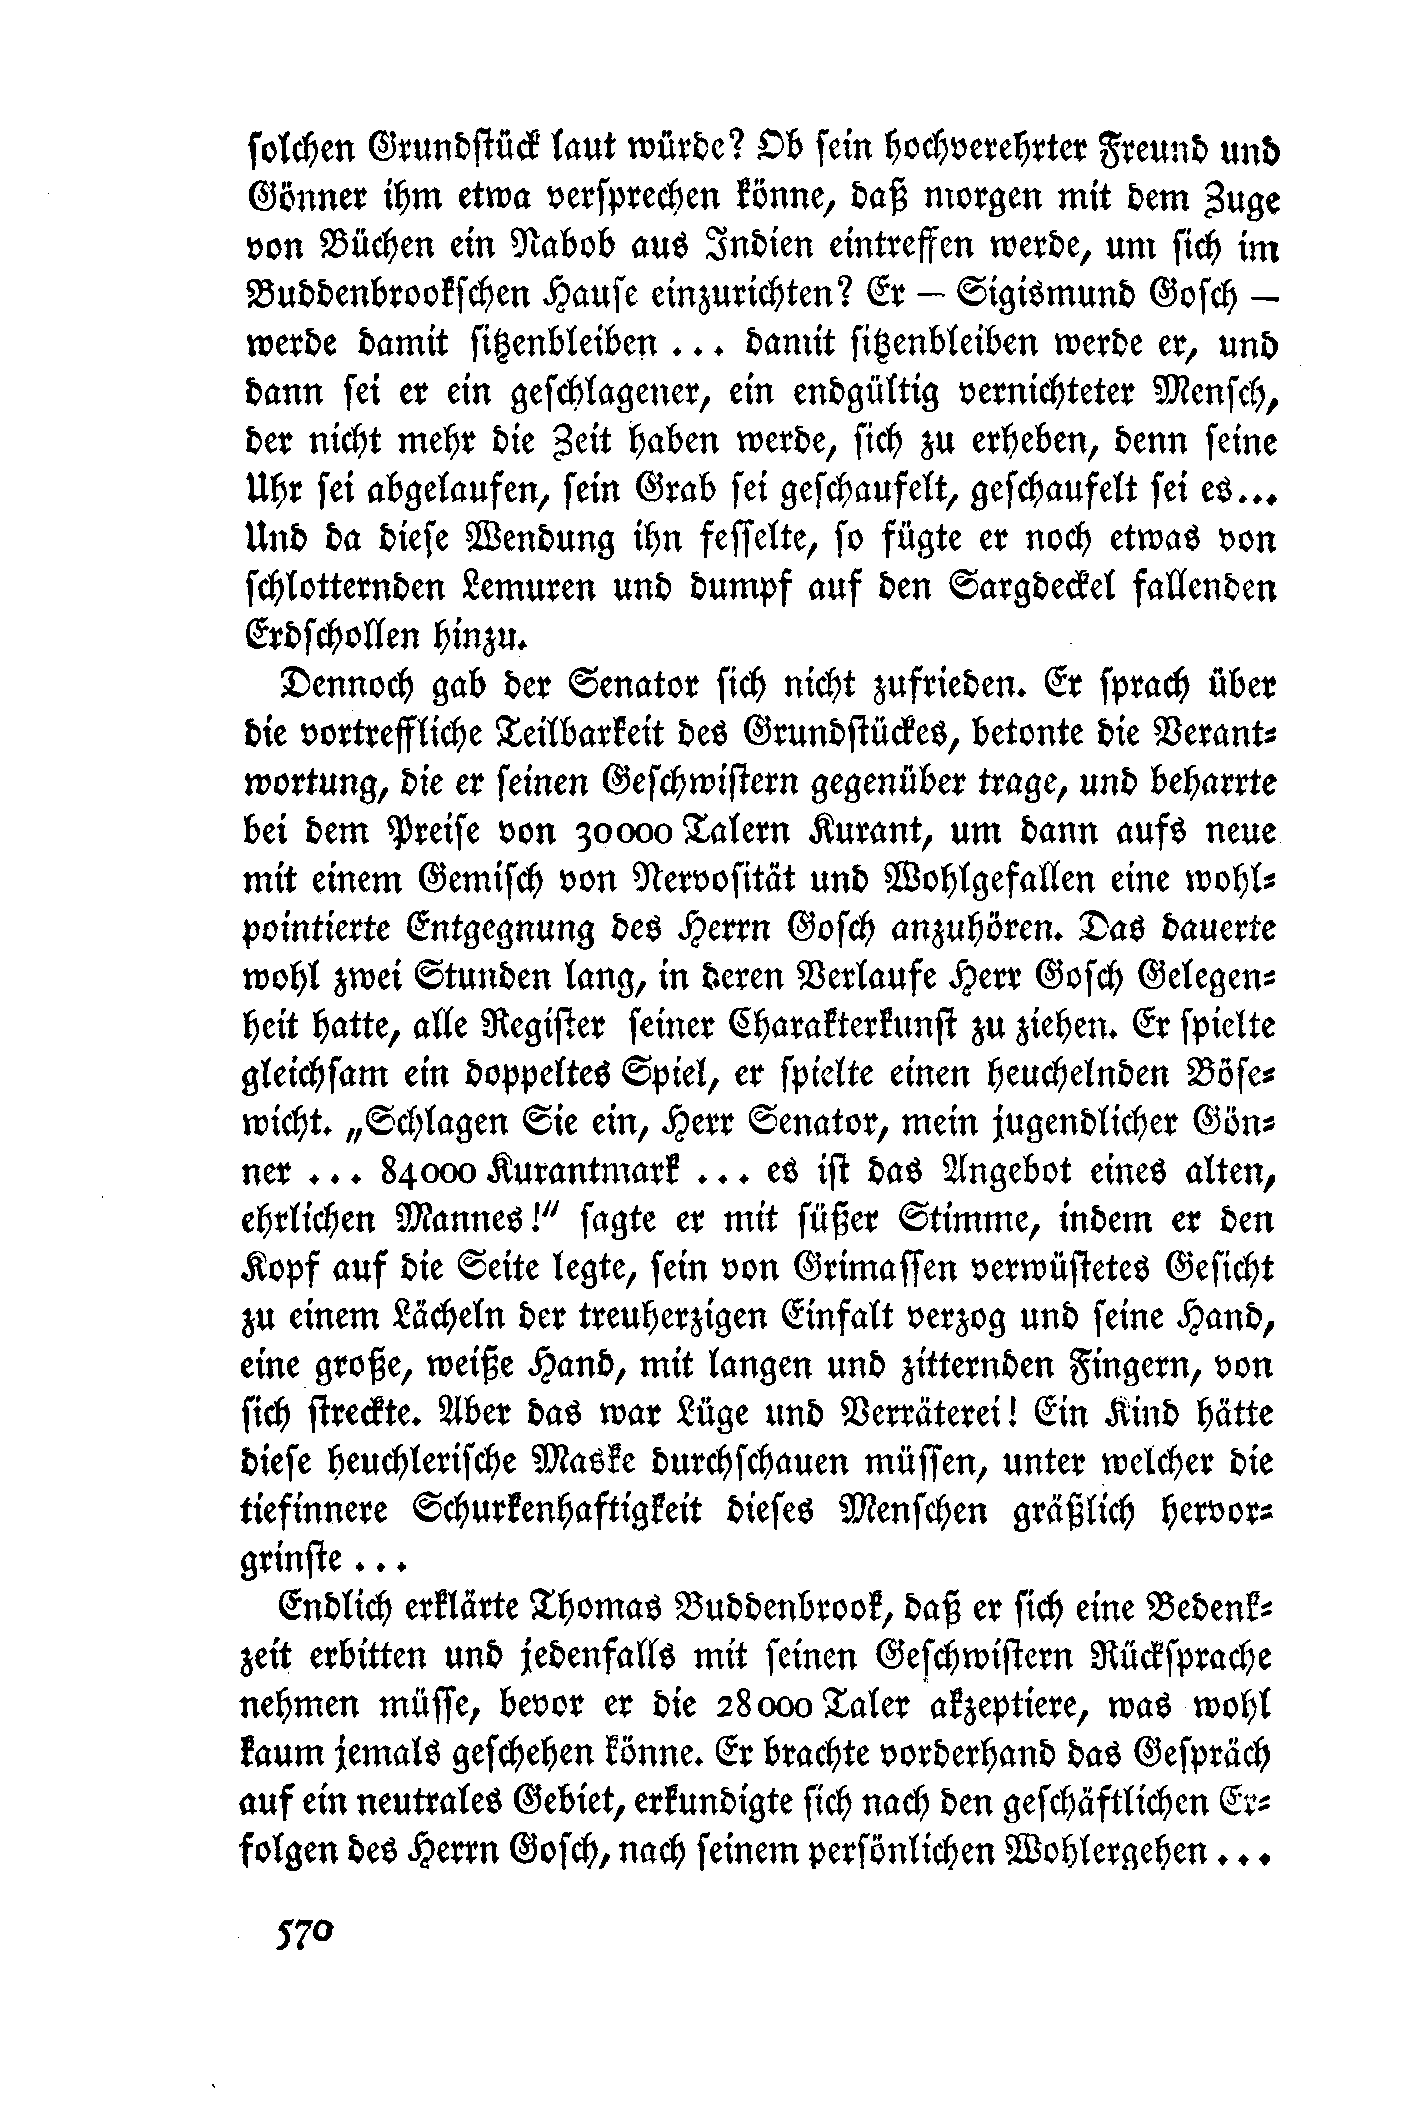 solchen Grundstück laut würde? Ob sein hochverehrter Freund und
Gönner ihm etwa versprechen könne, daß morgen mit dem Zuge
von Büchen ein Nabob aus Indien eintreffen werde, um sich im
Buddenbrookschen Hause einzurichten? Er — Sigismund Gosch —
werde damit sitzenbleiben ... damit sitzenbleiben werde er, und
dann sei er ein geschlagener, ein endgültig vernichteter Mensch,
der nicht mehr die Zeit haben werde, sich zu erheben, denn seine
Uhr sei abgelaufen, sein Grab sei geschaufelt, geschaufelt sei es...
Und da diese Wendung ihn fesselte, so fügte er noch etwas von
schlotternden Lemuren und dumpf auf den Sargdeckel fallenden
Erdschollen hinzu.
Dennoch gab der Senator sich nicht zufrieden. Er sprach über
die vortreffliche Teilbarkeit des Grundstückes, betonte die Verant-
wortung, die er seinen Geschwistern gegenüber trage, und beharrte
bei dem Preise von 30000 Talern Kurant, um dann aufs neue
mit einem Gemisch von Nervosität und Wohlgefallen eine wohl-
pointierte Entgegnung des Herrn Gosch anzuhören. Das dauerte
wohl zwei Stunden lang, in deren Verlaufe Herr Gosch Gelegen-
heit hatte, alle Register seiner Charakterkunst zu ziehen. Er spielte
gleichsam ein doppeltes Spiel, er spielte einen heuchelnden Böse-
wicht. „Schlagen Sie ein, Herr Senator, mein jugendlicher Gön-
ner ... 84000 Kurantmark ... es ist das Angebot eines alten,
ehrlichen Mannes!“ sagte er mit süßer Stimme, indem er den
Kopf auf die Seite legte, sein von Grimassen verwüstetes Gesicht
zu einem Lächeln der treuherzigen Einfalt verzog und seine Hand,
eine große, weiße Hand, mit langen und zitternden Fingern, von
sich streckte. Aber das war Lüge und Verräterei! Ein Kind hätte
diese heuchlerische Maske durchschauen müssen, unter welcher die
tiefinnere Schurkenhaftigkeit dieses Menschen gräßlich hervor-
grinste ...
Endlich erklärte Thomas Buddenbrook, daß er sich eine Bedenk-
zeit erbitten und jedenfalls mit seinen Geschwistern Rücksprache
nehmen müsse, bevor er die 28000 Taler akzeptiere, was wohl
kaum jemals geschehen könne. Er brachte vorderhand das Gespräch
auf ein neutrales Gebiet, erkundigte sich nach den geschäftlichen Er-
folgen des Herrn Gosch, nach seinem persönlichen Wohlergehen ...
570